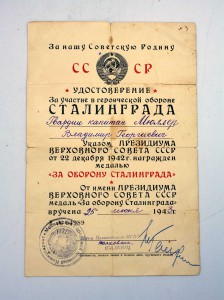 За нашу Советскую Родину
СС СР
УДОСТОВЕРЕНИЕ
За участие в героической обороне
СТАЛИНГРАДА
Гвардии капитан Мюллер
Владимир Георгиевич
Указом ПРЕЗИДИУМА
ВЕРХОВНОГО СОВЕТА СССР
от 22 декабря 1942 г. награжден
медалью
«ЗА ОБОРОНУ СТАЛИНГРАДА»
От имени ПРЕЗИДИУМА
ВЕРХОВНОГО СОВЕТА СССР
медаль „За оборону Сталинграда“
вручена 25 июня 194